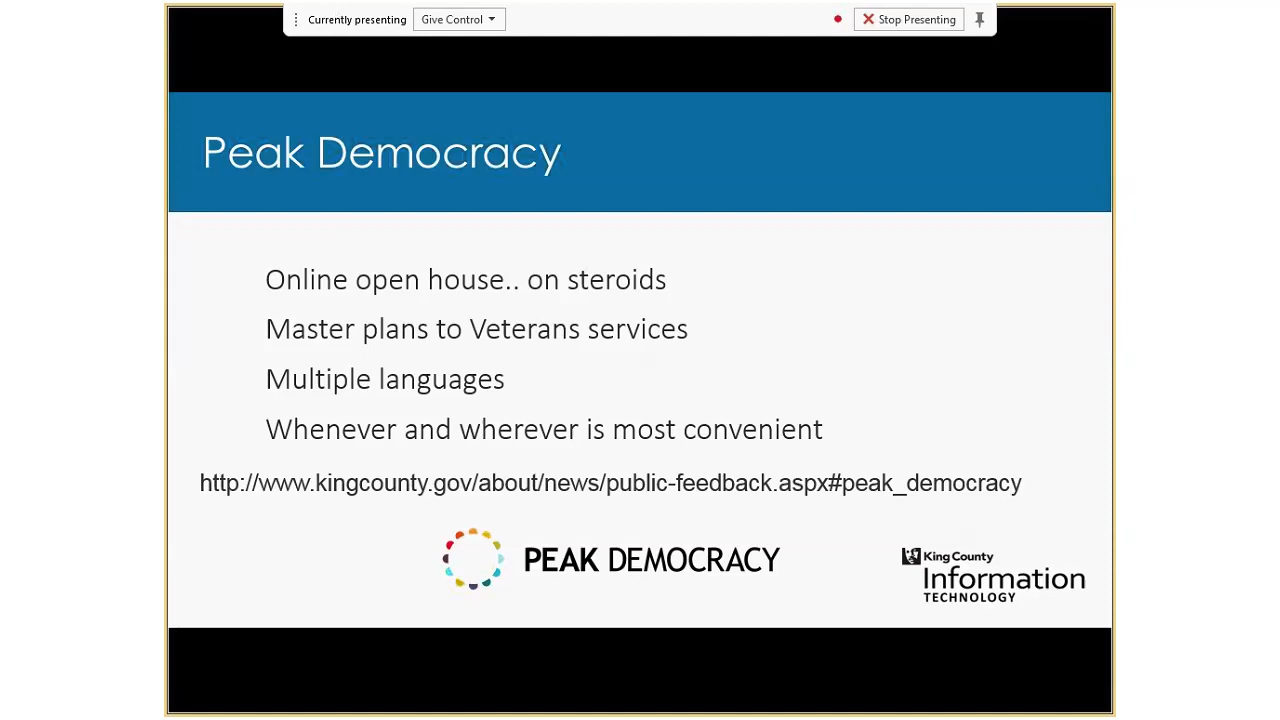 Currently presenting Give Control Stop Presenting
Peak Democracy
Online open house.. on steroids
Master plans to Veterans services
Multiple languages
Whenever and wherever is most convenient
http://www.kingcounty.gov/about/news/public-feedback.aspx#peak_democracy
PEAK DEMOCRACY
King County
Information
TECHNOLOGY